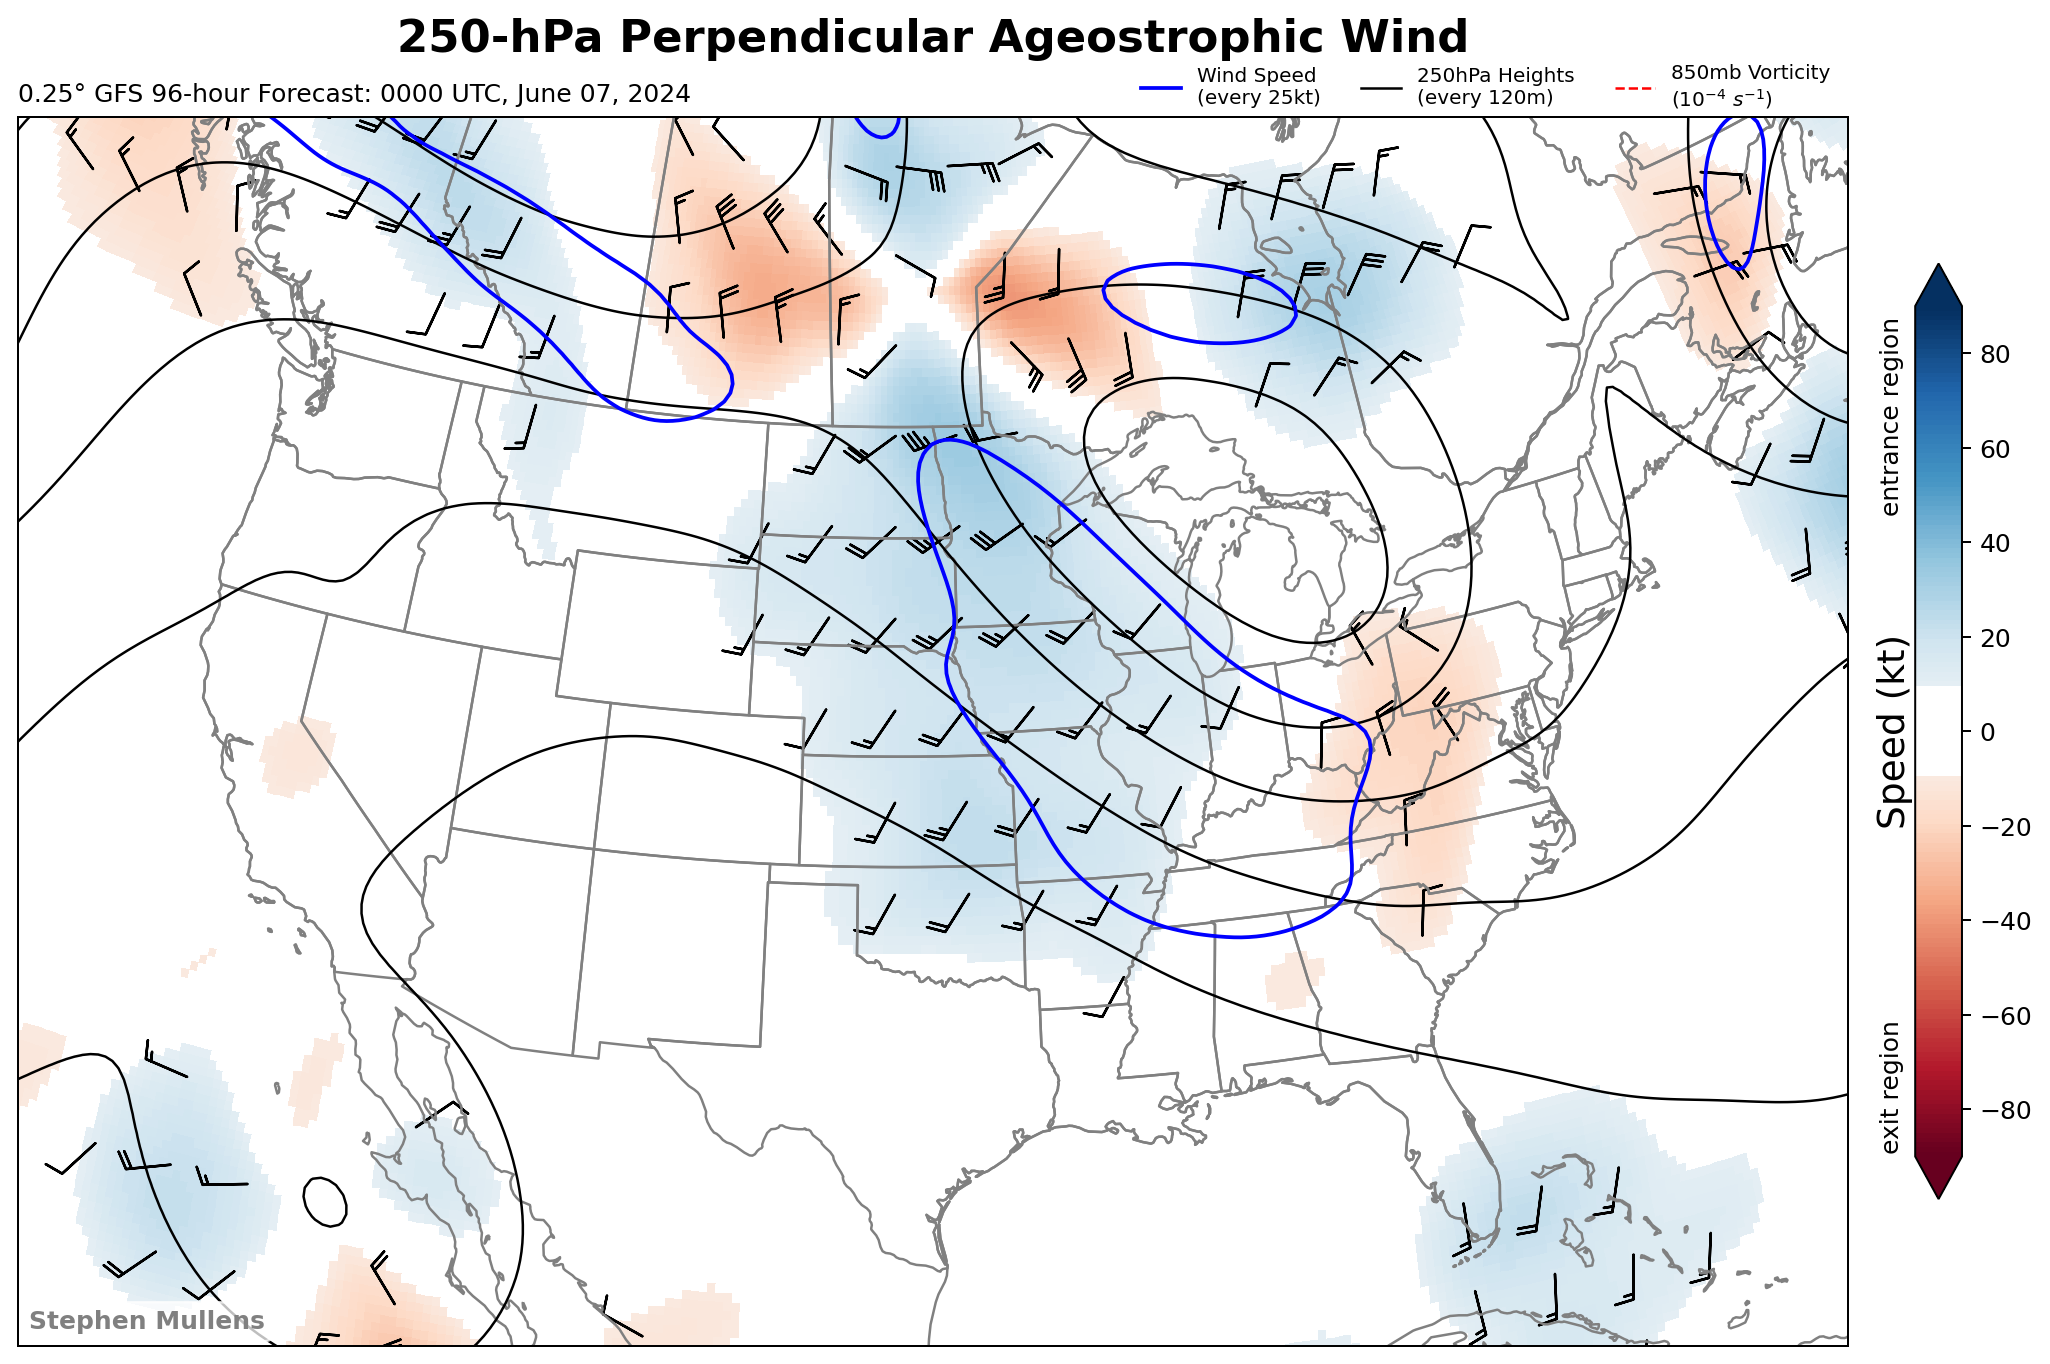 250-hPa Perpendicular Ageostrophic Wind
0.25° GFS 96-hour Forecast: 0000 UTC, June 07, 2024
Wind Speed
(every 25kt)
250hPa Heights
(every 120m)
850mb Vorticity
(10⁻⁴ s⁻¹)
entrance region
Speed (kt)
exit region
80
60
40
20
0
−20
−40
−60
−80
Stephen Mullens